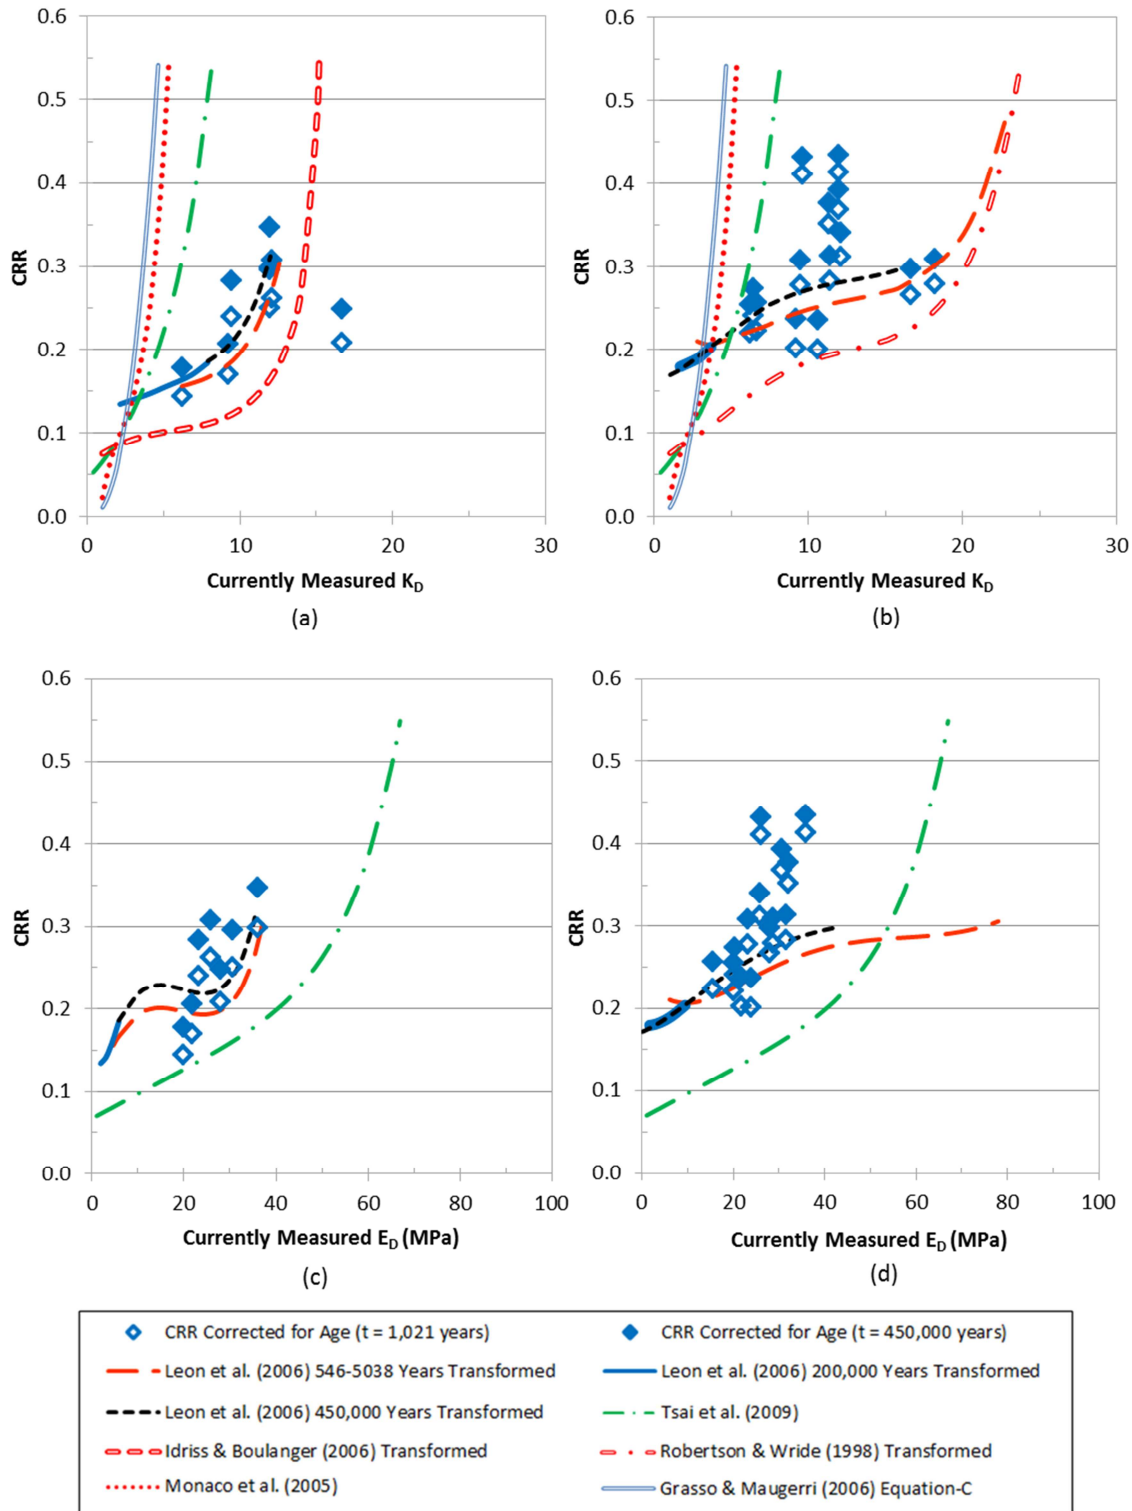 0.6
0.5
0.4
0.3
0.2
0.1
0.0
CRR
0 10 20 30
Currently Measured KD
(a)
0.6
0.5
0.4
0.3
0.2
0.1
0.0
CRR
0 10 20 30
Currently Measured KD
(b)
0.6
0.5
0.4
0.3
0.2
0.1
0.0
CRR
0 20 40 60 80 100
Currently Measured ED (MPa)
(c)
0.6
0.5
0.4
0.3
0.2
0.1
0.0
CRR
0 20 40 60 80 100
Currently Measured ED (MPa)
(d)
CRR Corrected for Age (t = 1,021 years)
CRR Corrected for Age (t = 450,000 years)
Leon et al. (2006) 546-5038 Years Transformed
Leon et al. (2006) 200,000 Years Transformed
Leon et al. (2006) 450,000 Years Transformed
Tsai et al. (2009)
Idriss & Boulanger (2006) Transformed
Robertson & Wride (1998) Transformed
Monaco et al. (2005)
Grasso & Maugerri (2006) Equation-C